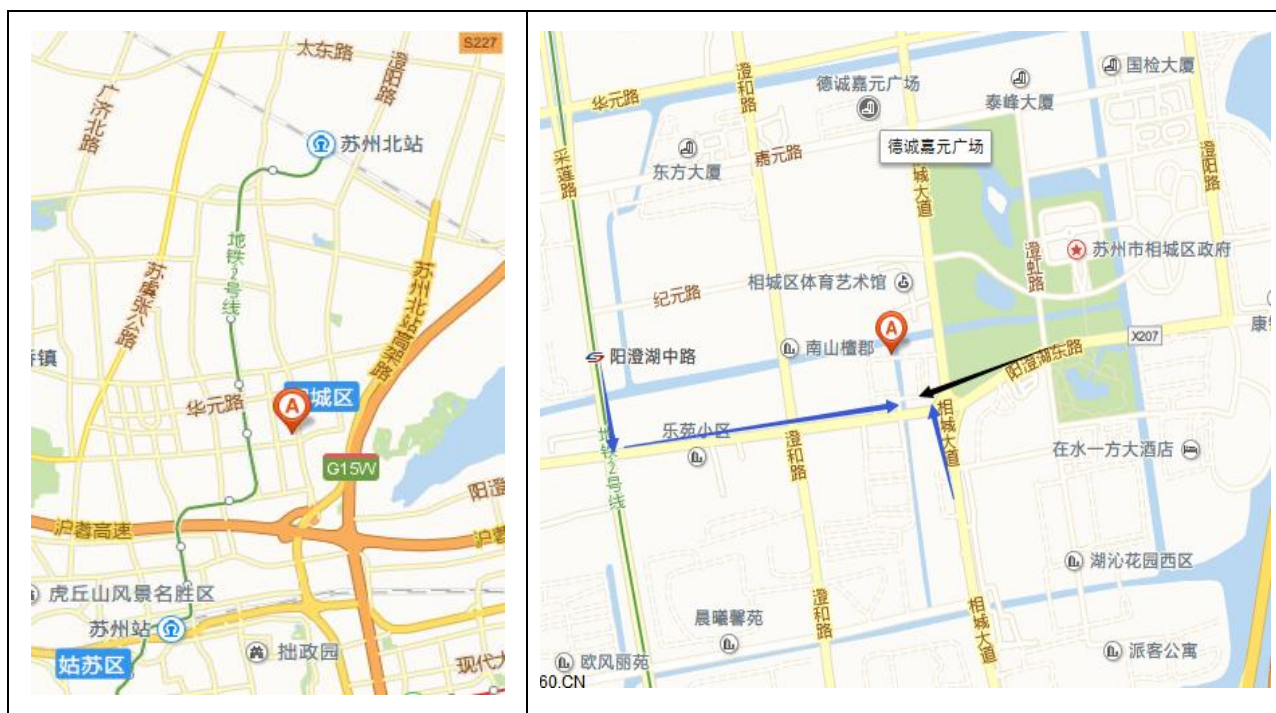 S227
太东路
澄阳路
广济北路
苏州北站
地铁2号线
苏虞张公路
苏州北站高架路
华元路
城区
A
G15W
阳澄
沪蓉高速
沪蓉
虎丘山风景名胜区
苏州站
姑苏区
拙政园
现代大
国检大厦
德诚嘉元广场
泰峰大厦
华元路
澄和路
德诚嘉元广场
采莲路
东方大厦
嘉元路
相城大道
澄阳路
苏州市相城区政府
澄虹路
相城区体育艺术馆
纪元路
A
康
X207
南山檀郡
阳澄湖中路
阳澄湖东路
相城大道
乐苑小区
地铁2号线
澄和路
在水一方大酒店
湖沁花园西区
澄和路
相城大道
晨曦馨苑
派客公寓
欧风丽苑
60.CN